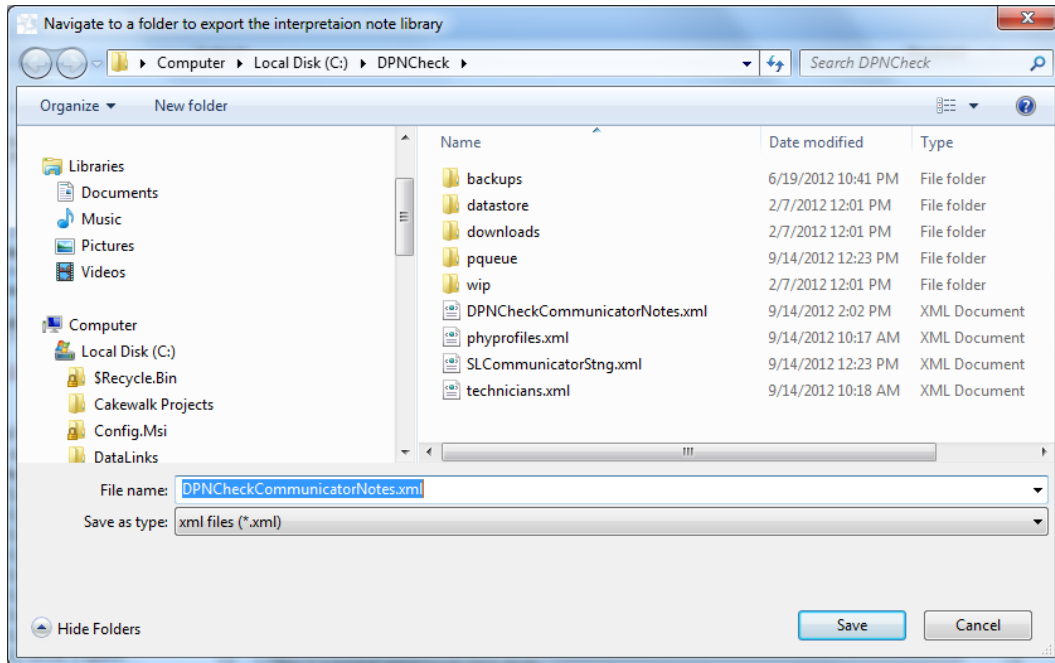 Navigate to a folder to export the interpretaion note library
Computer Local Disk (C:) DPNCheck
Search DPNCheck
Organize New folder
Libraries
Documents
Music
Pictures
Videos
Computer
Local Disk (C:)
$Recycle.Bin
Cakewalk Projects
Config.Msi
DataLinks
Name Date modified Type
backups 6/19/2012 10:41 PM File folder
datastore 2/7/2012 12:01 PM File folder
downloads 2/7/2012 12:01 PM File folder
pqueue 9/14/2012 12:23 PM File folder
wip 2/7/2012 12:01 PM File folder
DPNCheckCommunicatorNotes.xml 9/14/2012 2:02 PM XML Document
phyprofiles.xml 9/14/2012 10:17 AM XML Document
SLCommunicatorStng.xml 9/14/2012 12:23 PM XML Document
technicians.xml 9/14/2012 10:18 AM XML Document
File name: DPNCheckCommunicatorNotes.xml
Save as type: xml files (*.xml)
Hide Folders
Save Cancel